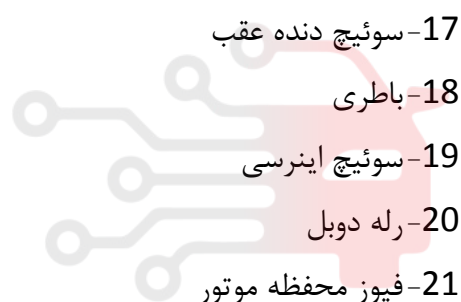 17-سوئیچ دنده عقب
18-باطری
19-سوئیچ اینرسی
20-رله دوبل
21-فیوز محفظه موتور